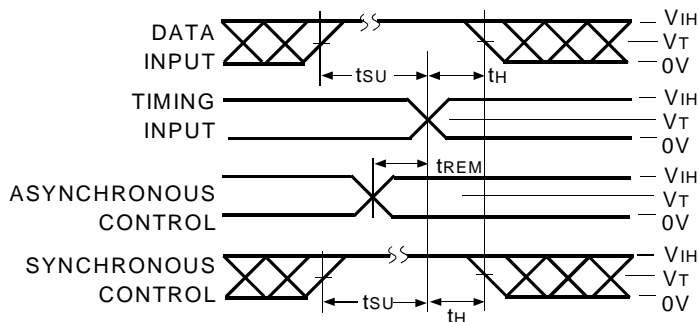 DATA
INPUT
tSU
tH
VIH
VT
0V
TIMING
INPUT
VIH
VT
0V
tREM
ASYNCHRONOUS
CONTROL
VIH
VT
0V
SYNCHRONOUS
CONTROL
tSU
tH
VIH
VT
0V